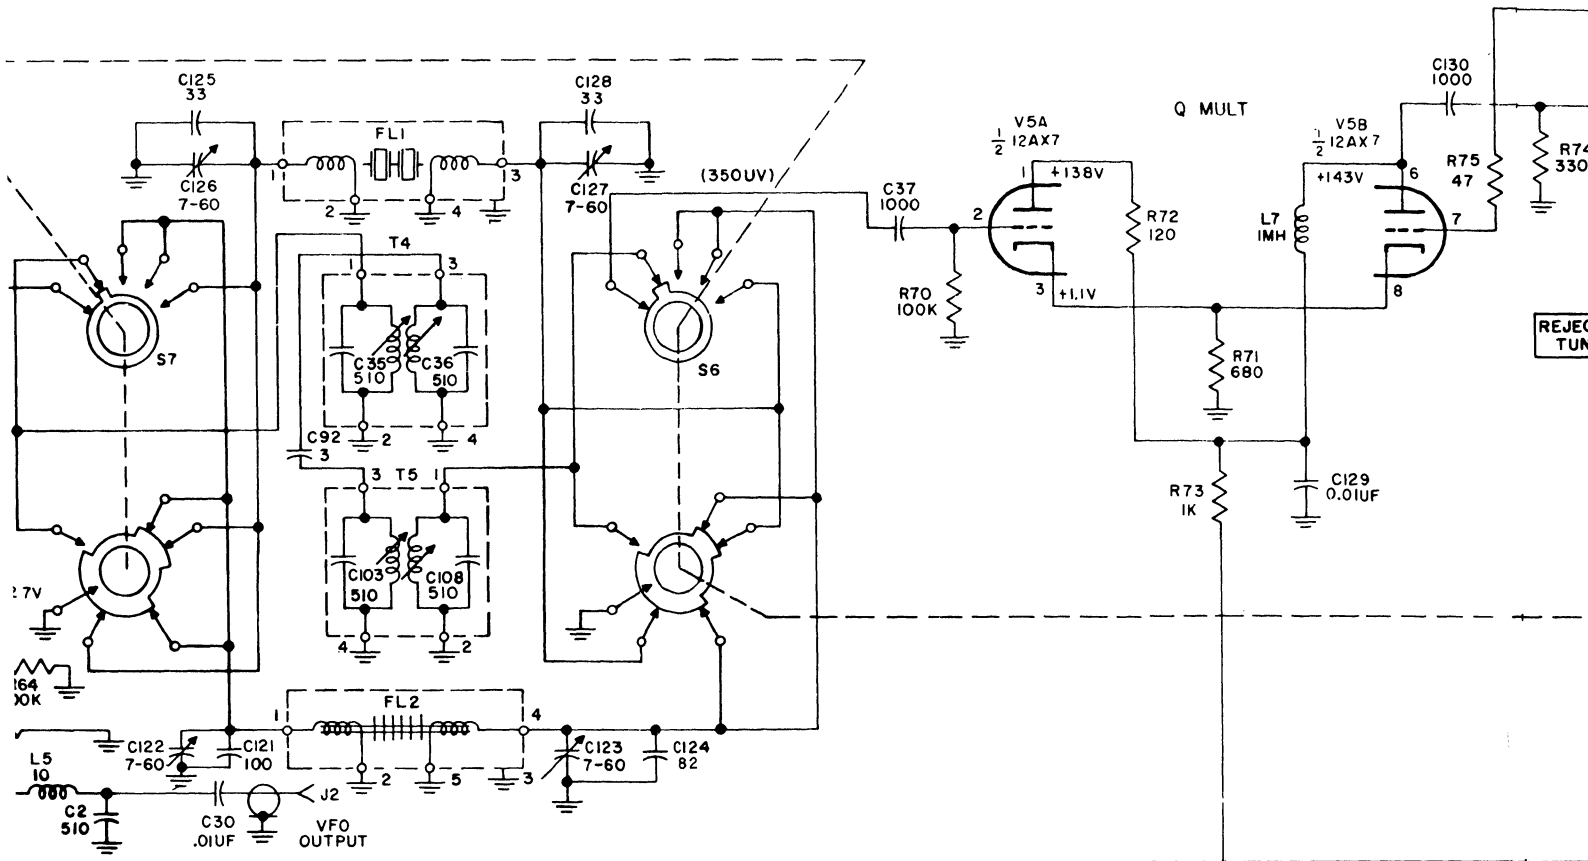 C125
33
C128
33
C130
1000
Q MULT
V5A
1/2 12AX7
V5B
1/2 12AX7
FL1
R75
47
R74
330
1
3
C126
7-60
C127
7-60
(350UV)
C37
1000
1
+138V
+143V
6
2
4
2
R72
120
L7
1MH
7
T4
1
3
3
+1.1V
8
R70
100K
S7
C35
510
C36
510
S6
R71
680
REJEC
TUN
2
4
C92
3
3
T5
1
R73
1K
C129
0.01UF
C103
510
C108
510
2.7V
4
2
R64
00K
FL2
1
4
C122
7-60
C121
100
C123
7-60
C124
82
L5
10
2
5
3
J2
C2
510
C30
.01UF
VFO
OUTPUT